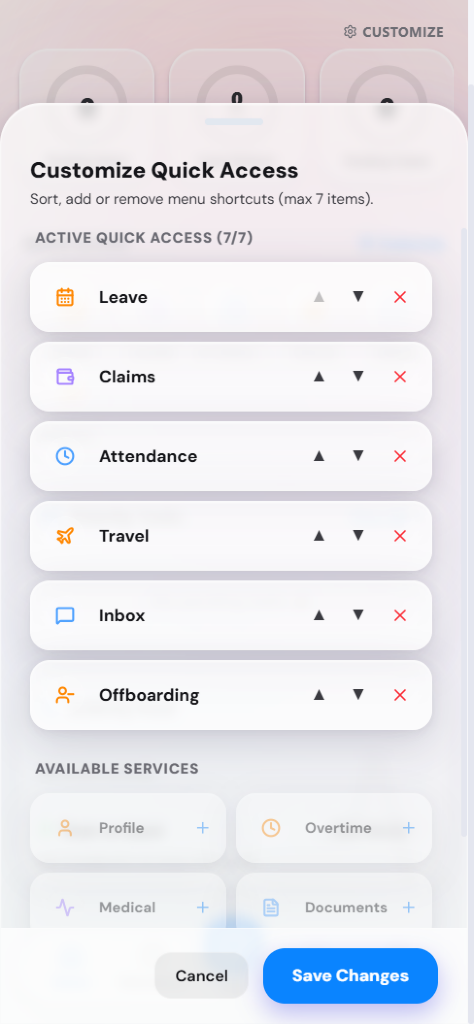 CUSTOMIZE
0
Customize Quick Access
Sort, add or remove menu shortcuts (max 7 items).
ACTIVE QUICK ACCESS (7/7)
Leave ▲ ▼ ×
Claims ▲ ▼ ×
Attendance ▲ ▼ ×
Travel ▲ ▼ ×
Inbox ▲ ▼ ×
Offboarding ▲ ▼ ×
AVAILABLE SERVICES
Profile + Overtime +
Medical + Documents +
Cancel Save Changes